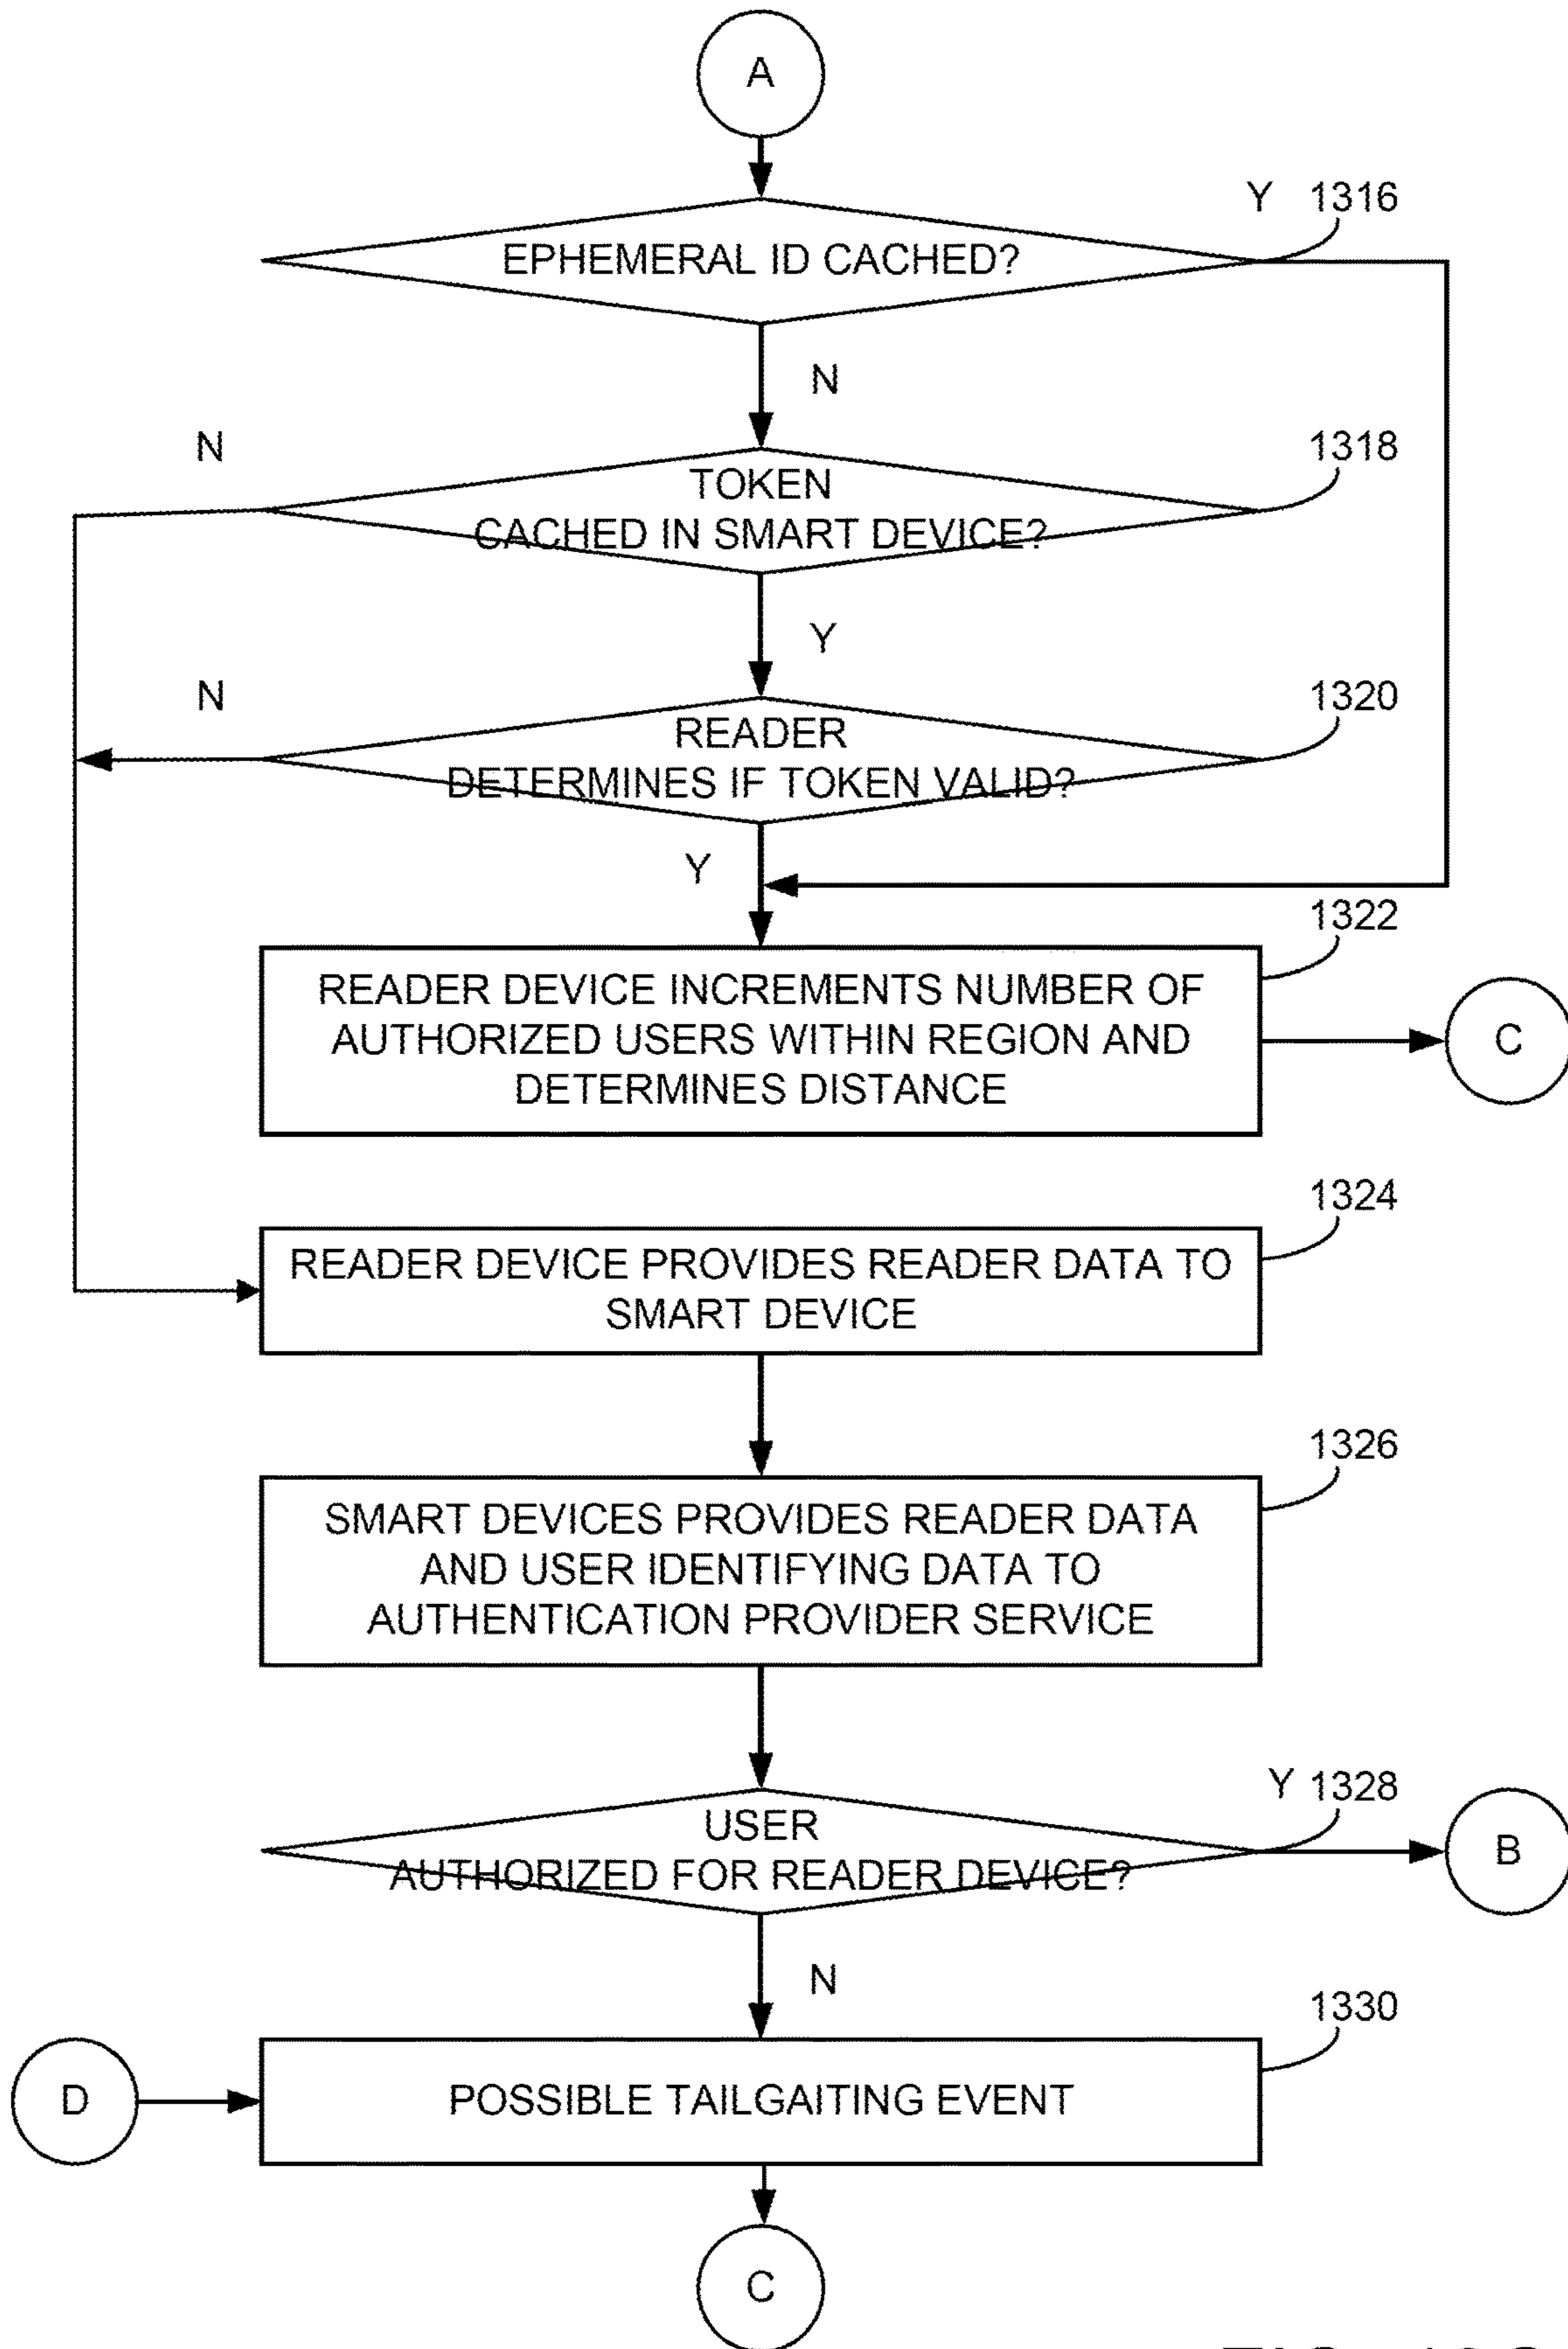 A
Y 1316
EPHEMERAL ID CACHED?
N
N
1318
TOKEN
CACHED IN SMART DEVICE?
Y
N
1320
READER
DETERMINES IF TOKEN VALID?
Y
1322
READER DEVICE INCREMENTS NUMBER OF
AUTHORIZED USERS WITHIN REGION AND
DETERMINES DISTANCE
C
1324
READER DEVICE PROVIDES READER DATA TO
SMART DEVICE
1326
SMART DEVICES PROVIDES READER DATA
AND USER IDENTIFYING DATA TO
AUTHENTICATION PROVIDER SERVICE
Y 1328
USER
AUTHORIZED FOR READER DEVICE?
B
N
1330
D
POSSIBLE TAILGAITING EVENT
C